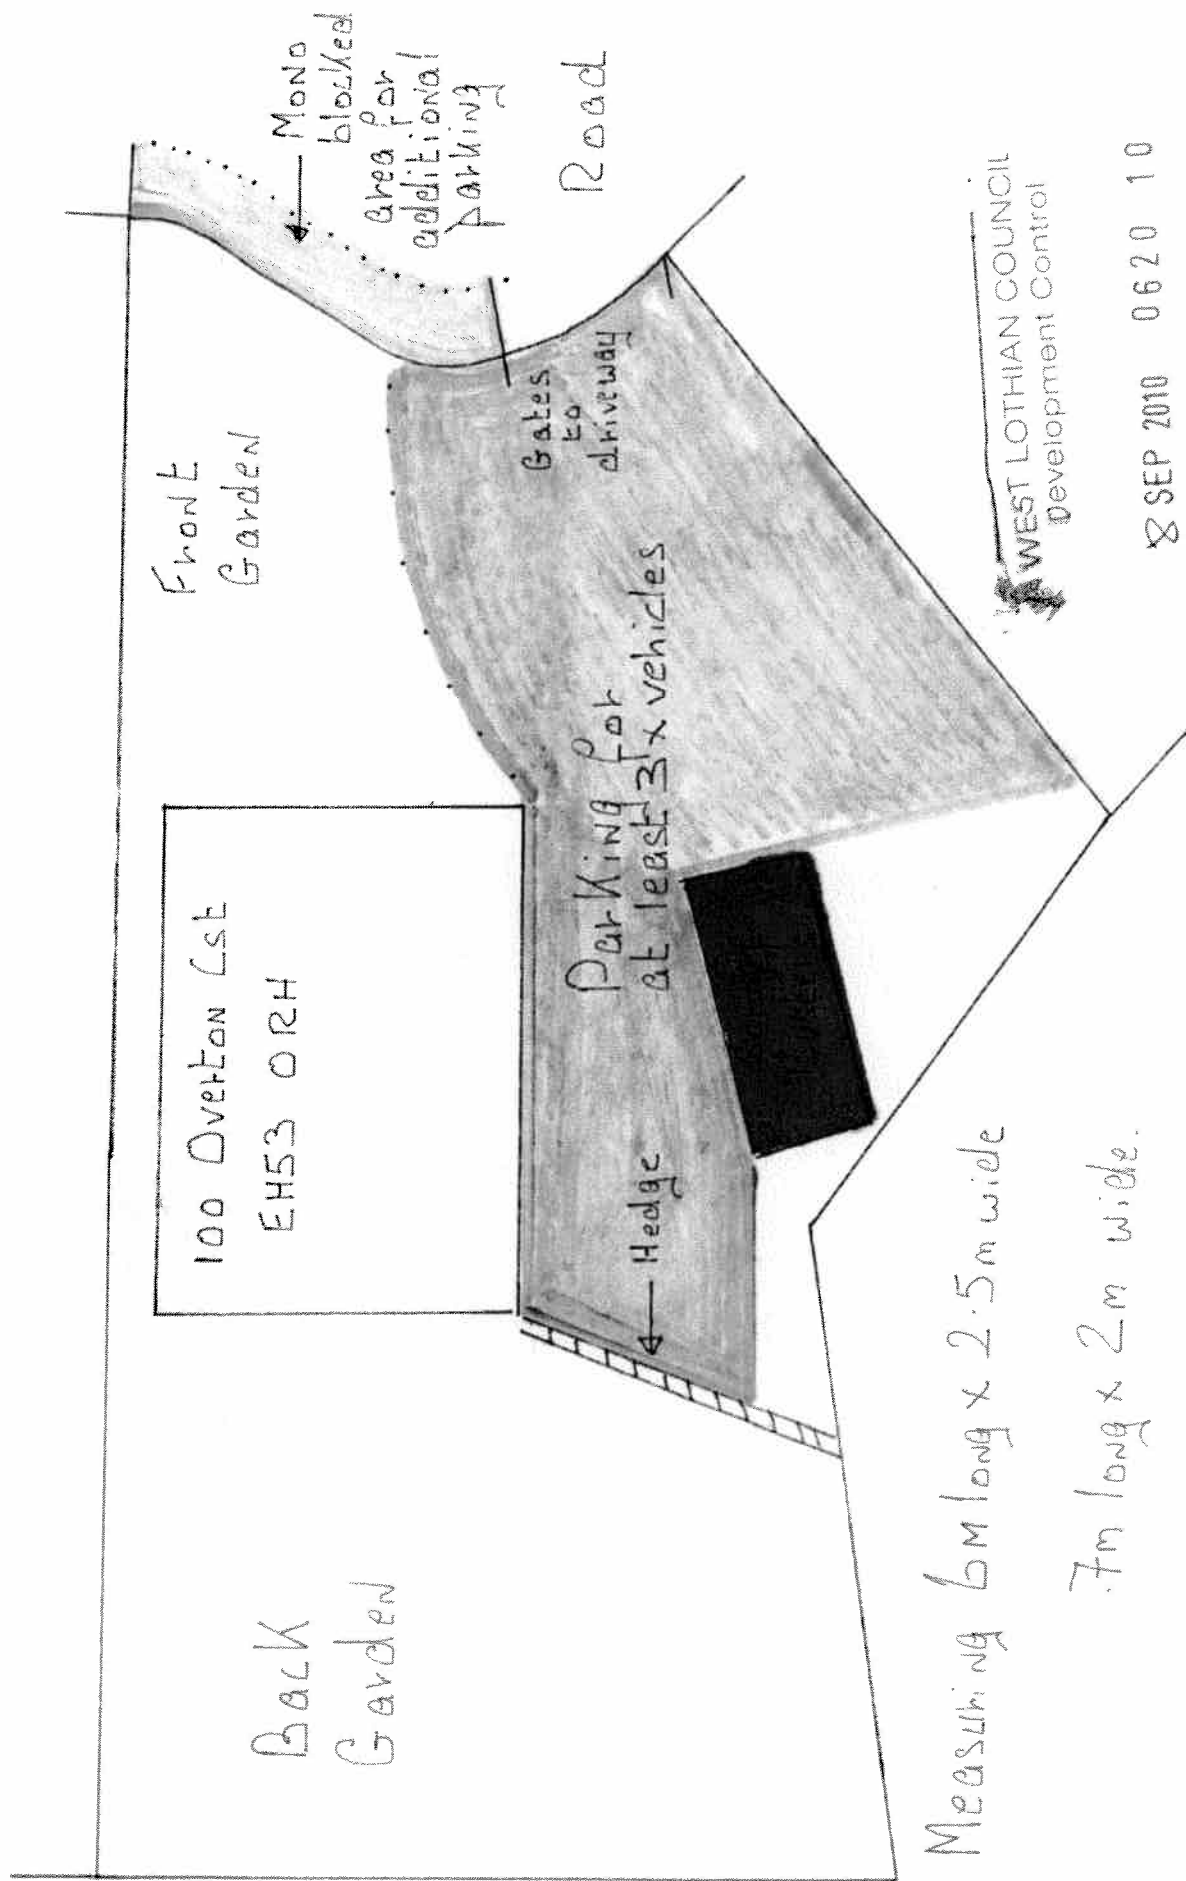 Mono
blocked
area for
additional
parking
Road
Front
Garden
Gates
to
driveway
100 Overton Cst
EH53 0RH
Parking for
at least 3x vehicles
Hedge
Back
Garden
Measuring 6m long x 2.5m wide
7m long x 2m wide.
WEST LOTHIAN COUNCIL
Development Control
8 SEP 2010 0620 10